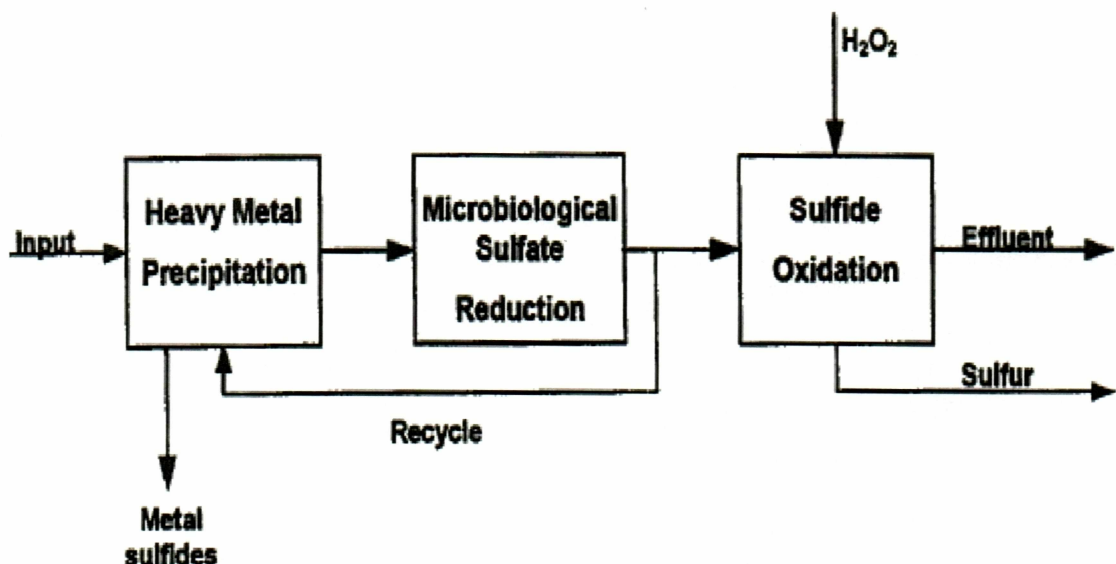 H₂O₂
Input
Heavy Metal
Precipitation
Microbiological
Sulfate
Reduction
Sulfide
Oxidation
Effluent
Sulfur
Recycle
Metal
sulfides